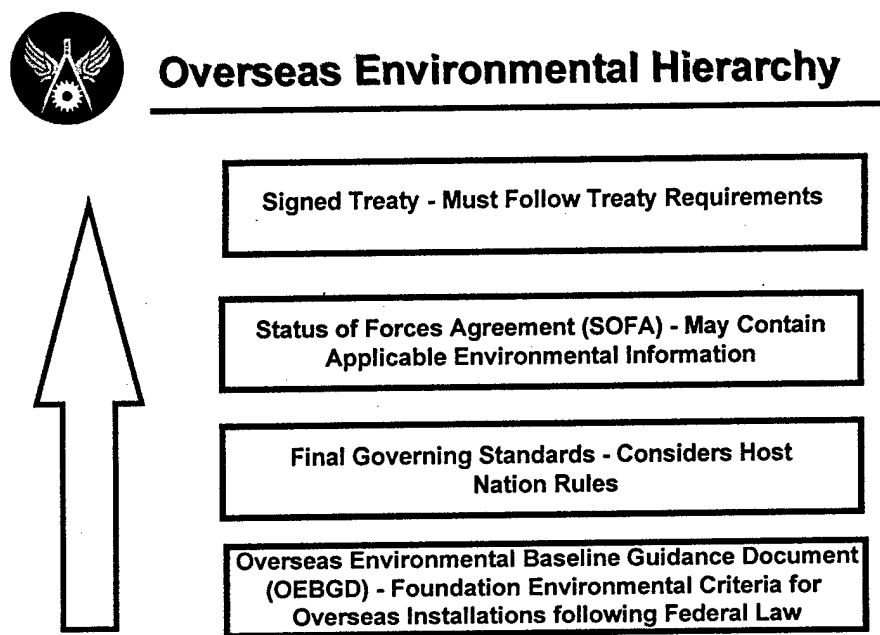 Overseas Environmental Hierarchy
Signed Treaty - Must Follow Treaty Requirements
Status of Forces Agreement (SOFA) - May Contain
Applicable Environmental Information
Final Governing Standards - Considers Host
Nation Rules
Overseas Environmental Baseline Guidance Document
(OEBGD) - Foundation Environmental Criteria for
Overseas Installations following Federal Law